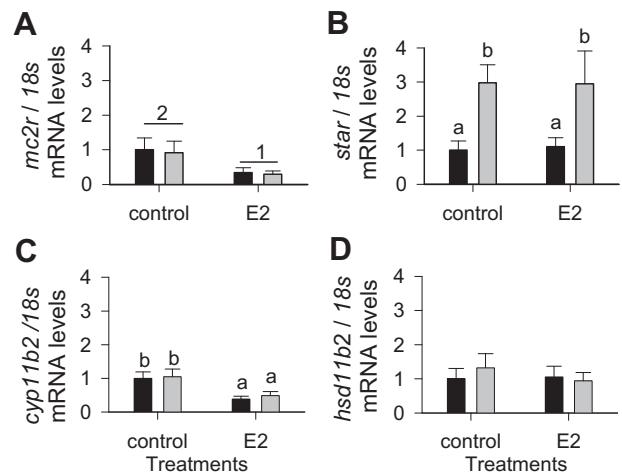 A
mc2r / 18s
mRNA levels
4
3
2
1
0
2
1
control
E2
B
star / 18s
mRNA levels
4
3
2
1
0
a
b
a
b
control
E2
C
cyp11b2 /18s
mRNA levels
4
3
2
1
0
b
b
a
a
control
E2
Treatments
D
hsd11b2 / 18s
mRNA levels
4
3
2
1
0
control
E2
Treatments